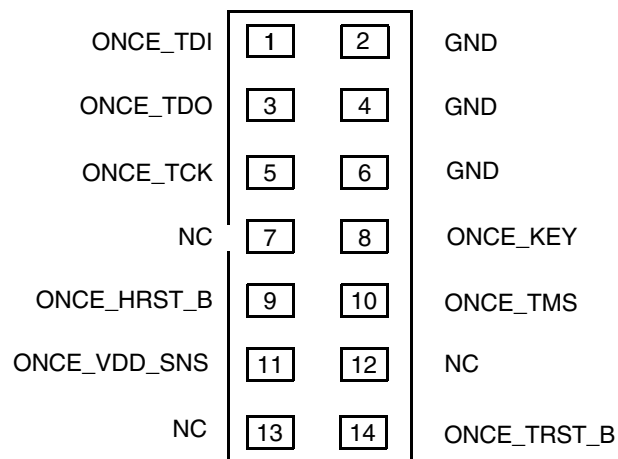 ONCE_TDI 1 2 GND
ONCE_TDO 3 4 GND
ONCE_TCK 5 6 GND
NC 7 8 ONCE_KEY
ONCE_HRST_B 9 10 ONCE_TMS
ONCE_VDD_SNS 11 12 NC
NC 13 14 ONCE_TRST_B